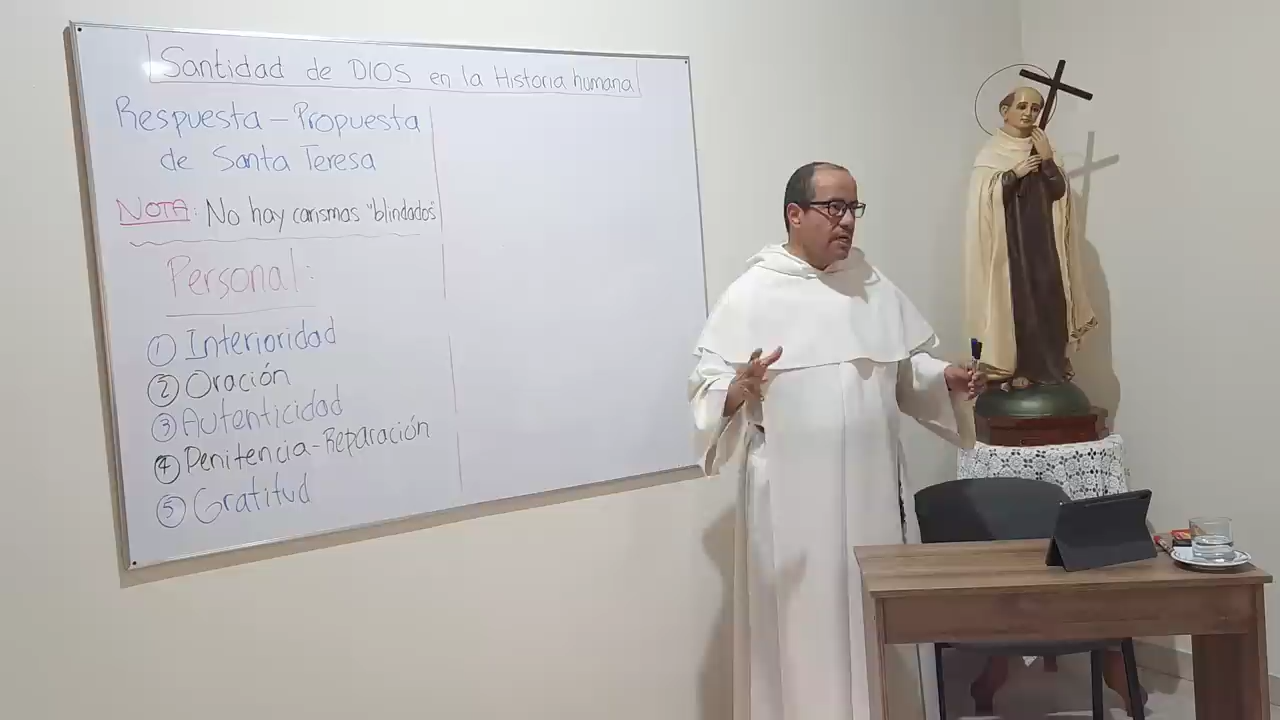 Santidad de DIOS en la Historia humana
Respuesta - Propuesta
de Santa Teresa
NOTA: No hay carismas "blindados"
Personal:
① Interioridad
② Oración
③ Autenticidad
④ Penitencia-Reparación
⑤ Gratitud